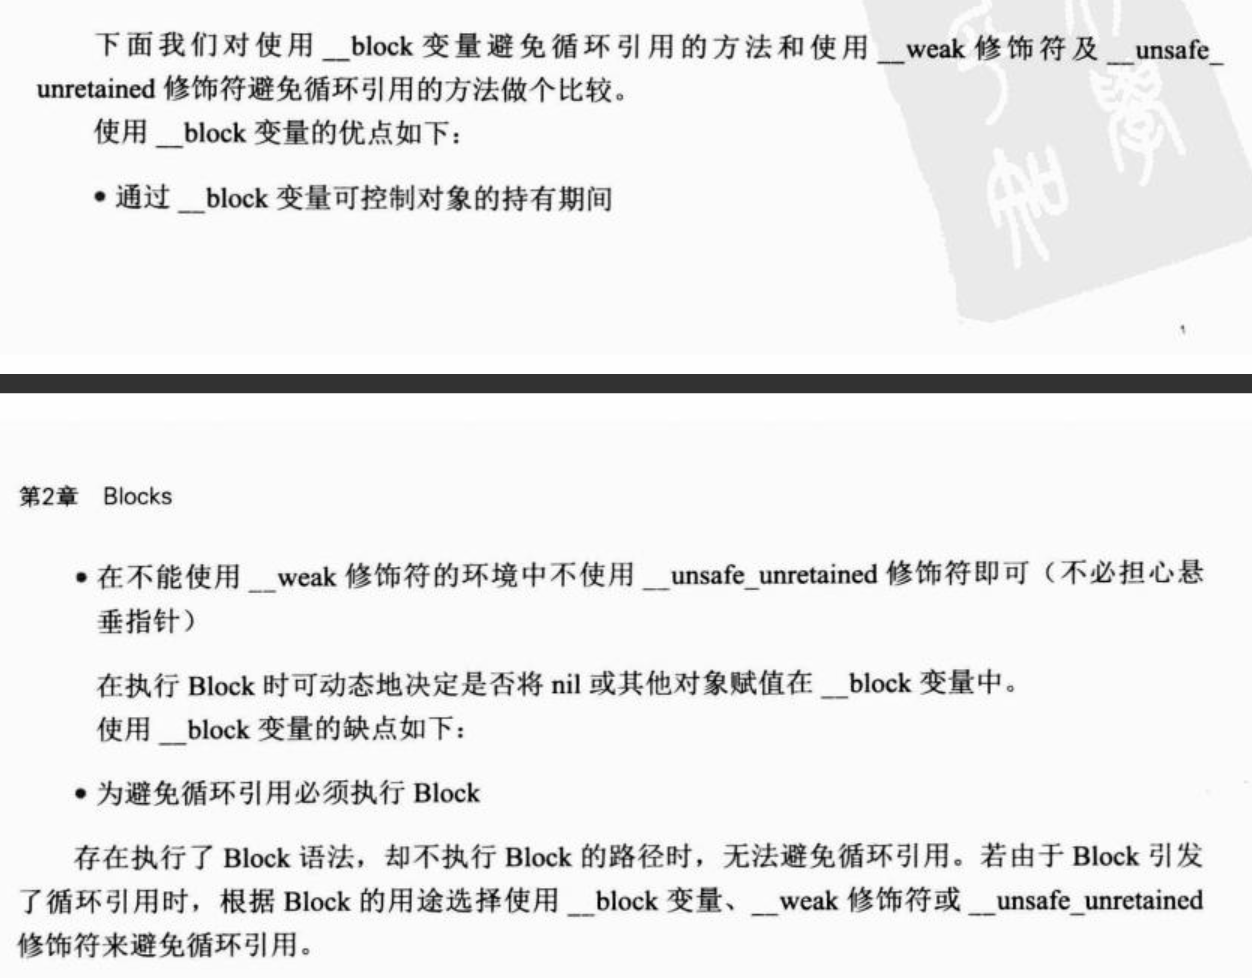 下面我们对使用 __block 变量避免循环引用的方法和使用 __weak 修饰符及 __unsafe_
unretained 修饰符避免循环引用的方法做个比较。
使用 __block 变量的优点如下：
• 通过 __block 变量可控制对象的持有期间
第2章 Blocks
• 在不能使用 __weak 修饰符的环境中不使用 __unsafe_unretained 修饰符即可（不必担心悬
垂指针）
在执行 Block 时可动态地决定是否将 nil 或其他对象赋值在 __block 变量中。
使用 __block 变量的缺点如下：
• 为避免循环引用必须执行 Block
存在执行了 Block 语法，却不执行 Block 的路径时，无法避免循环引用。若由于 Block 引发
了循环引用时，根据 Block 的用途选择使用 __block 变量、__weak 修饰符或 __unsafe_unretained
修饰符来避免循环引用。